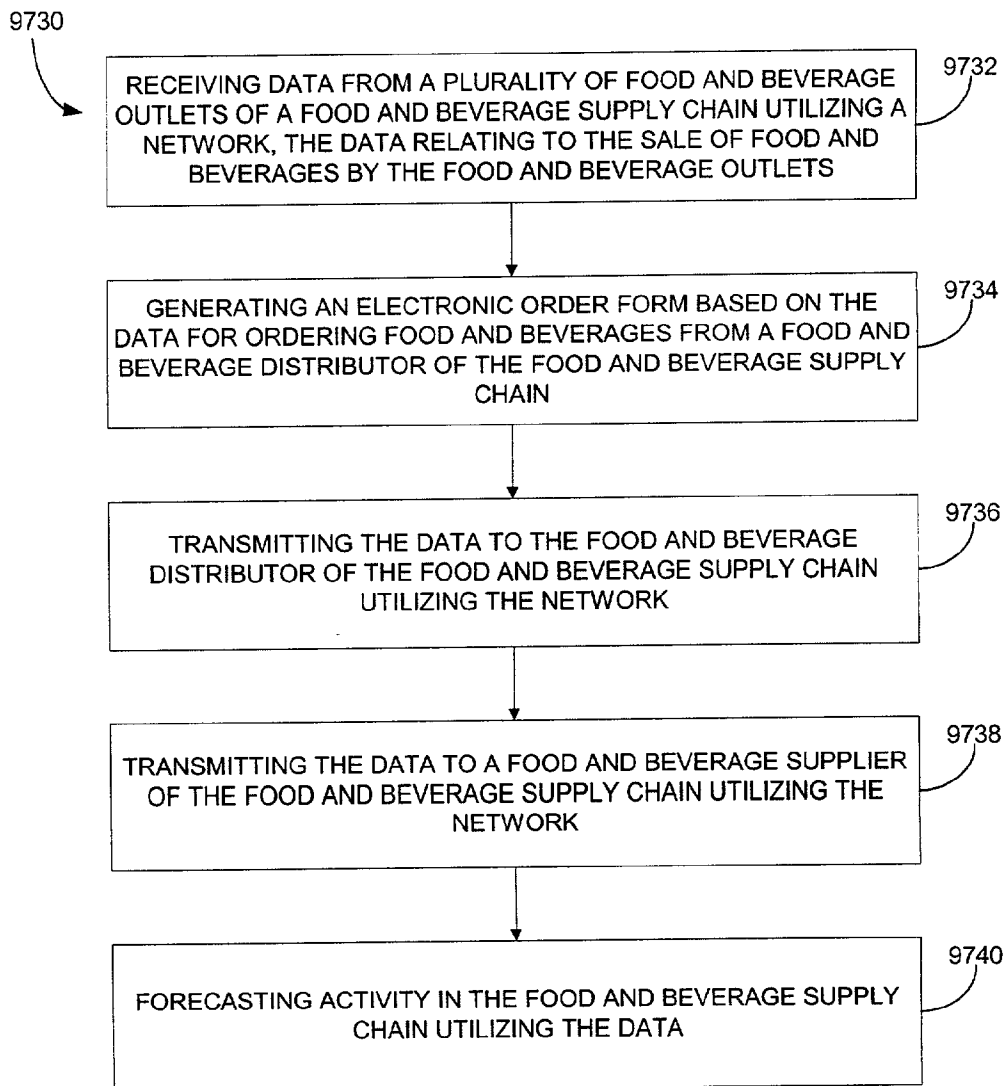 9730
RECEIVING DATA FROM A PLURALITY OF FOOD AND BEVERAGE
OUTLETS OF A FOOD AND BEVERAGE SUPPLY CHAIN UTILIZING A
NETWORK, THE DATA RELATING TO THE SALE OF FOOD AND
BEVERAGES BY THE FOOD AND BEVERAGE OUTLETS
9732
GENERATING AN ELECTRONIC ORDER FORM BASED ON THE
DATA FOR ORDERING FOOD AND BEVERAGES FROM A FOOD AND
BEVERAGE DISTRIBUTOR OF THE FOOD AND BEVERAGE SUPPLY
CHAIN
9734
TRANSMITTING THE DATA TO THE FOOD AND BEVERAGE
DISTRIBUTOR OF THE FOOD AND BEVERAGE SUPPLY CHAIN
UTILIZING THE NETWORK
9736
TRANSMITTING THE DATA TO A FOOD AND BEVERAGE SUPPLIER
OF THE FOOD AND BEVERAGE SUPPLY CHAIN UTILIZING THE
NETWORK
9738
FORECASTING ACTIVITY IN THE FOOD AND BEVERAGE SUPPLY
CHAIN UTILIZING THE DATA
9740